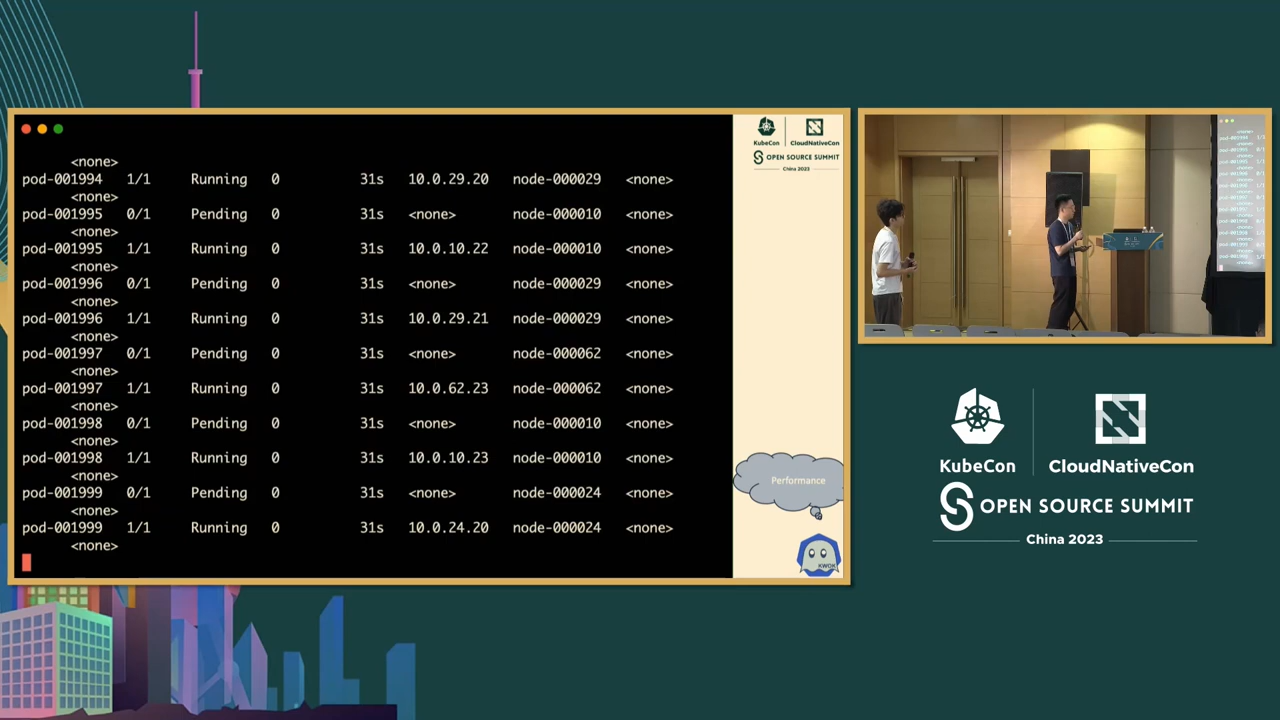 <none>
pod-001994 1/1 Running 0 31s 10.0.29.20 node-000029 <none>
<none>
pod-001995 0/1 Pending 0 31s <none> node-000010 <none>
<none>
pod-001995 1/1 Running 0 31s 10.0.10.22 node-000010 <none>
<none>
pod-001996 0/1 Pending 0 31s <none> node-000029 <none>
<none>
pod-001996 1/1 Running 0 31s 10.0.29.21 node-000029 <none>
<none>
pod-001997 0/1 Pending 0 31s <none> node-000062 <none>
<none>
pod-001997 1/1 Running 0 31s 10.0.62.23 node-000062 <none>
<none>
pod-001998 0/1 Pending 0 31s <none> node-000010 <none>
<none>
pod-001998 1/1 Running 0 31s 10.0.10.23 node-000010 <none>
<none>
pod-001999 0/1 Pending 0 31s <none> node-000024 <none>
<none>
pod-001999 1/1 Running 0 31s 10.0.24.20 node-000024 <none>
<none>
KubeCon CloudNativeCon
OPEN SOURCE SUMMIT
China 2023
Performance
KWOK
KubeCon CloudNativeCon
OPEN SOURCE SUMMIT
China 2023